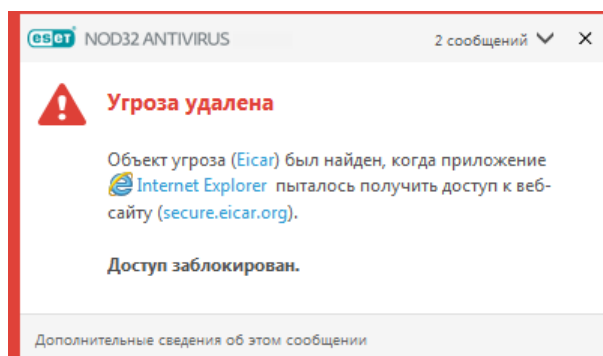 eset NOD32 ANTIVIRUS 2 сообщений
Угроза удалена
Объект угроза (Eicar) был найден, когда приложение
Internet Explorer пыталось получить доступ к веб-
сайту (secure.eicar.org).
Доступ заблокирован.
Дополнительные сведения об этом сообщении